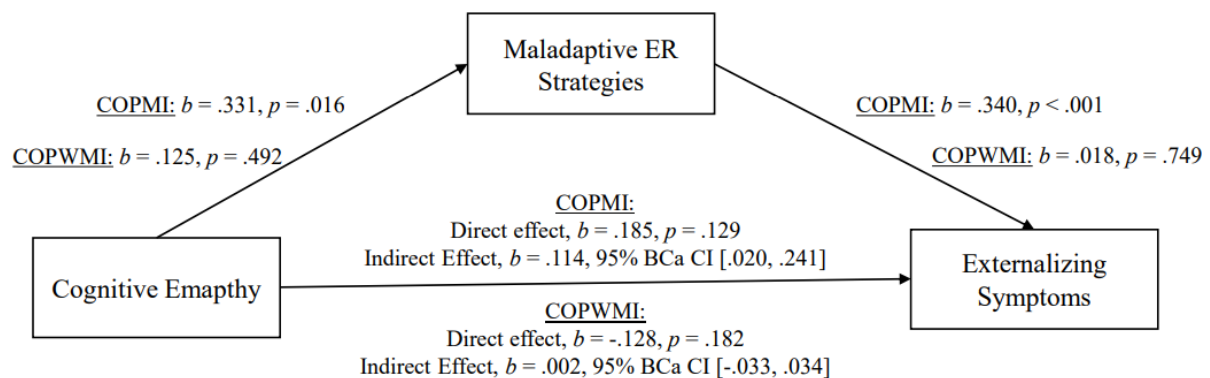 Maladaptive ER
Strategies
COPMI: b = .331, p = .016
COPMI: b = .340, p < .001
COPWMI: b = .125, p = .492
COPWMI: b = .018, p = .749
COPMI:
Direct effect, b = .185, p = .129
Indirect Effect, b = .114, 95% BCa CI [.020, .241]
Cognitive Emapthy
Externalizing
Symptoms
COPWMI:
Direct effect, b = -.128, p = .182
Indirect Effect, b = .002, 95% BCa CI [-.033, .034]